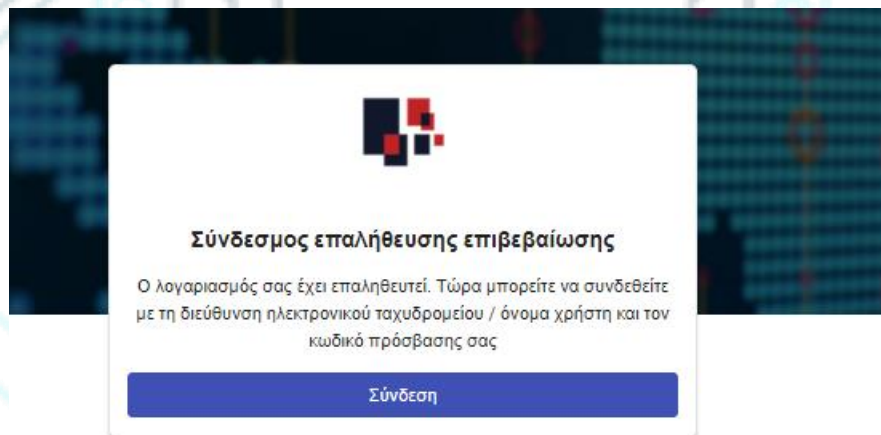 Σύνδεσμος επαλήθευσης επιβεβαίωσης
Ο λογαριασμός σας έχει επαληθευτεί. Τώρα μπορείτε να συνδεθείτε
με τη διεύθυνση ηλεκτρονικού ταχυδρομείου / όνομα χρήστη και τον
κωδικό πρόσβασης σας
Σύνδεση